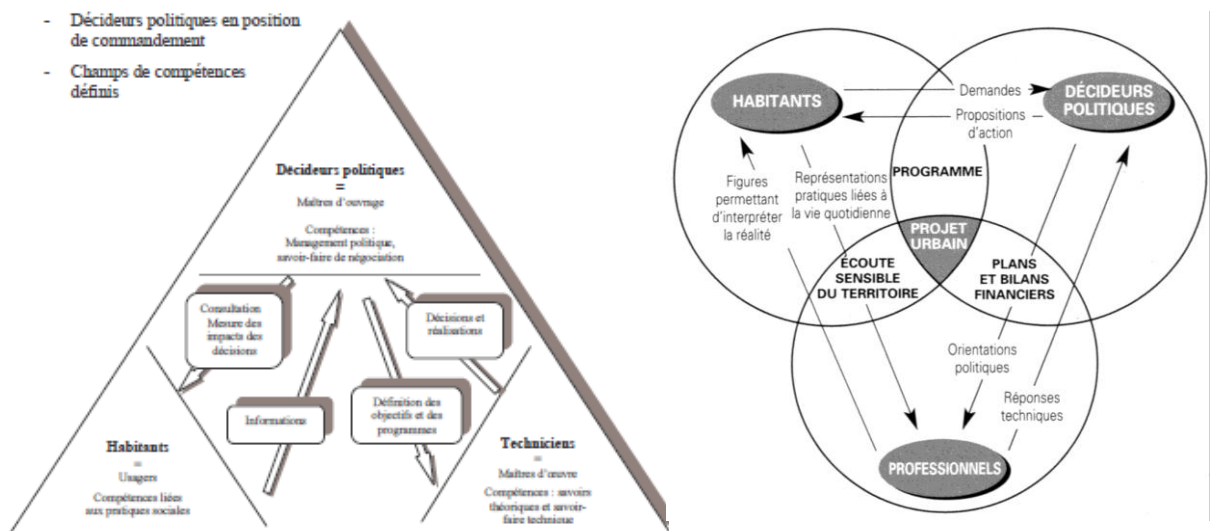 - Décideurs politiques en position
de commandement
- Champs de compétences
définis
Décideurs politiques
=
Maîtres d'ouvrage
Compétences :
Management politique,
savoir-faire de négociation
Consultation
Mesure des
impacts des
décisions
Décisions et
réalisations
Informations
Définition des
objectifs et des
programmes
Habitants
=
Usagers
Compétences liées
aux pratiques sociales
Techniciens
=
Maîtres d'œuvre
Compétences : savoirs
théoriques et savoir-
faire technique
HABITANTS
Demandes
Propositions
d'action
DÉCIDEURS
POLITIQUES
Figures
permettant
d'interpréter
la réalité
Représentations
pratiques liées à
la vie quotidienne
PROGRAMME
PROJET
URBAIN
ÉCOUTE
SENSIBLE
DU TERRITOIRE
PLANS
ET BILANS
FINANCIERS
Orientations
politiques
Réponses
techniques
PROFESSIONNELS